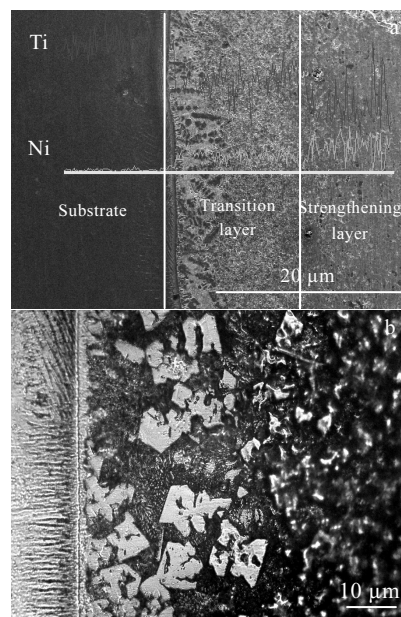 a
Ti
Ni
Substrate
Transition
layer
Strengthening
layer
20 μm
b
10 μm